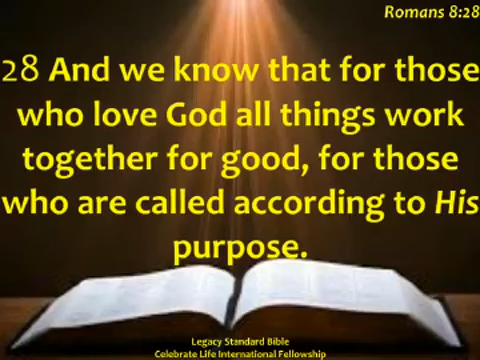 Romans 8:28
28 And we know that for those
who love God all things work
together for good, for those
who are called according to His
purpose.
Legacy Standard Bible
Celebrate Life International Fellowship